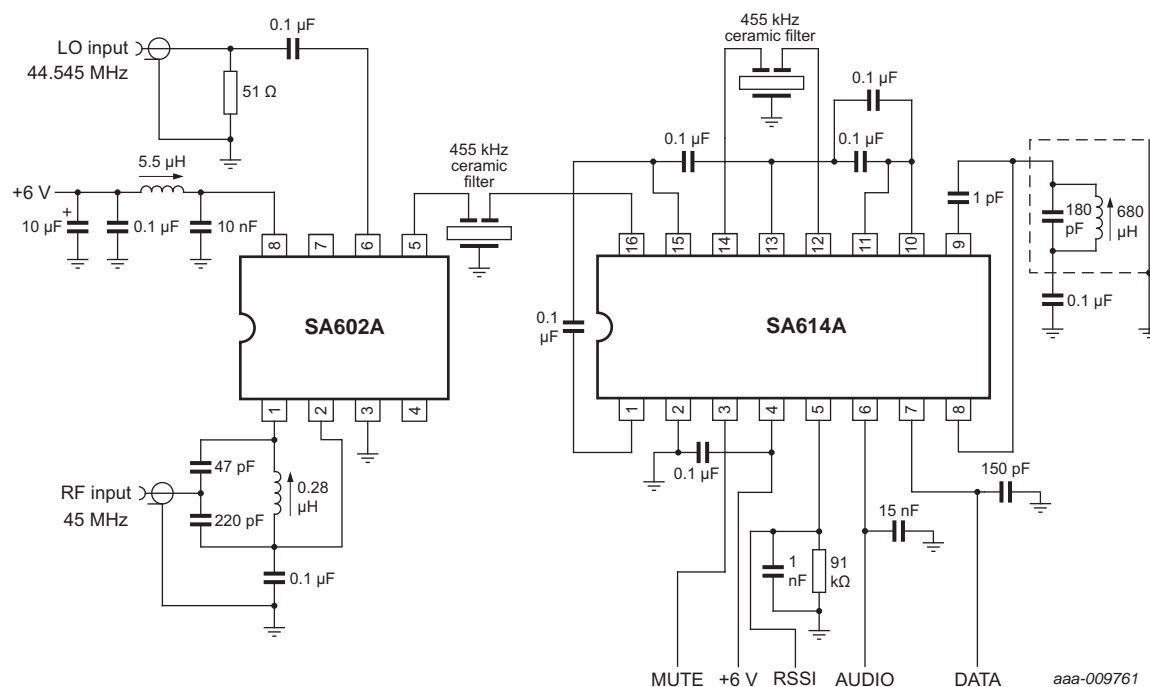 LO input
44.545 MHz
0.1 µF
51 Ω
455 kHz
ceramic filter
0.1 µF
0.1 µF
0.1 µF
5.5 µH
+6 V
10 µF
+
0.1 µF
10 nF
455 kHz
ceramic
filter
1 pF
180
pF
680
µH
0.1 µF
8
7
6
5
16
15
14
13
12
11
10
9
SA602A
0.1
µF
SA614A
1
2
3
4
1
2
3
4
5
6
7
8
47 pF
0.28
µH
RF input
45 MHz
220 pF
0.1 µF
0.1 µF
150 pF
15 nF
1
nF
91
kΩ
MUTE
+6 V
RSSI
AUDIO
DATA
aaa-009761